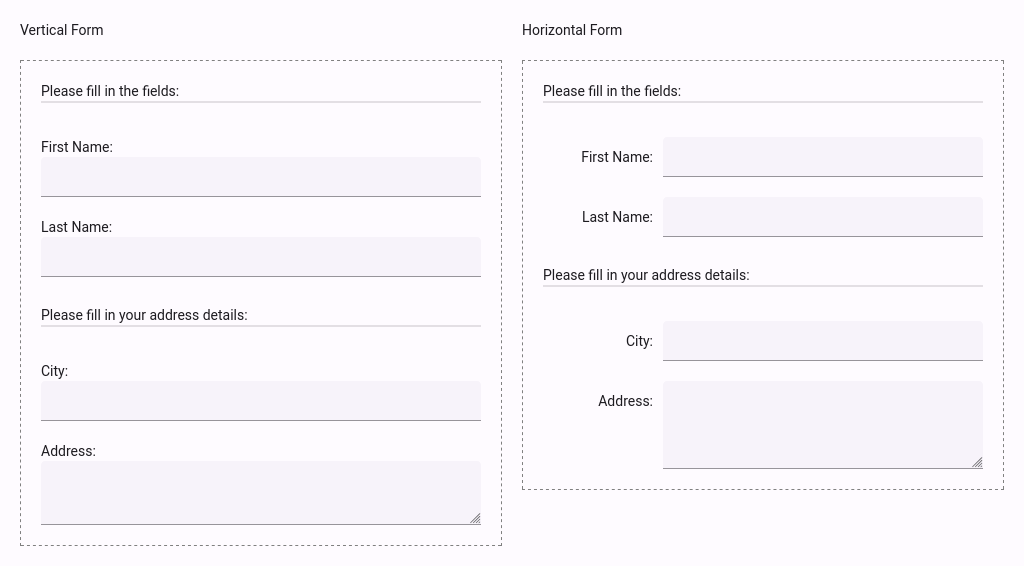 Vertical Form
Please fill in the fields:
First Name:
Last Name:
Please fill in your address details:
City:
Address:
Horizontal Form
Please fill in the fields:
First Name:
Last Name:
Please fill in your address details:
City:
Address: